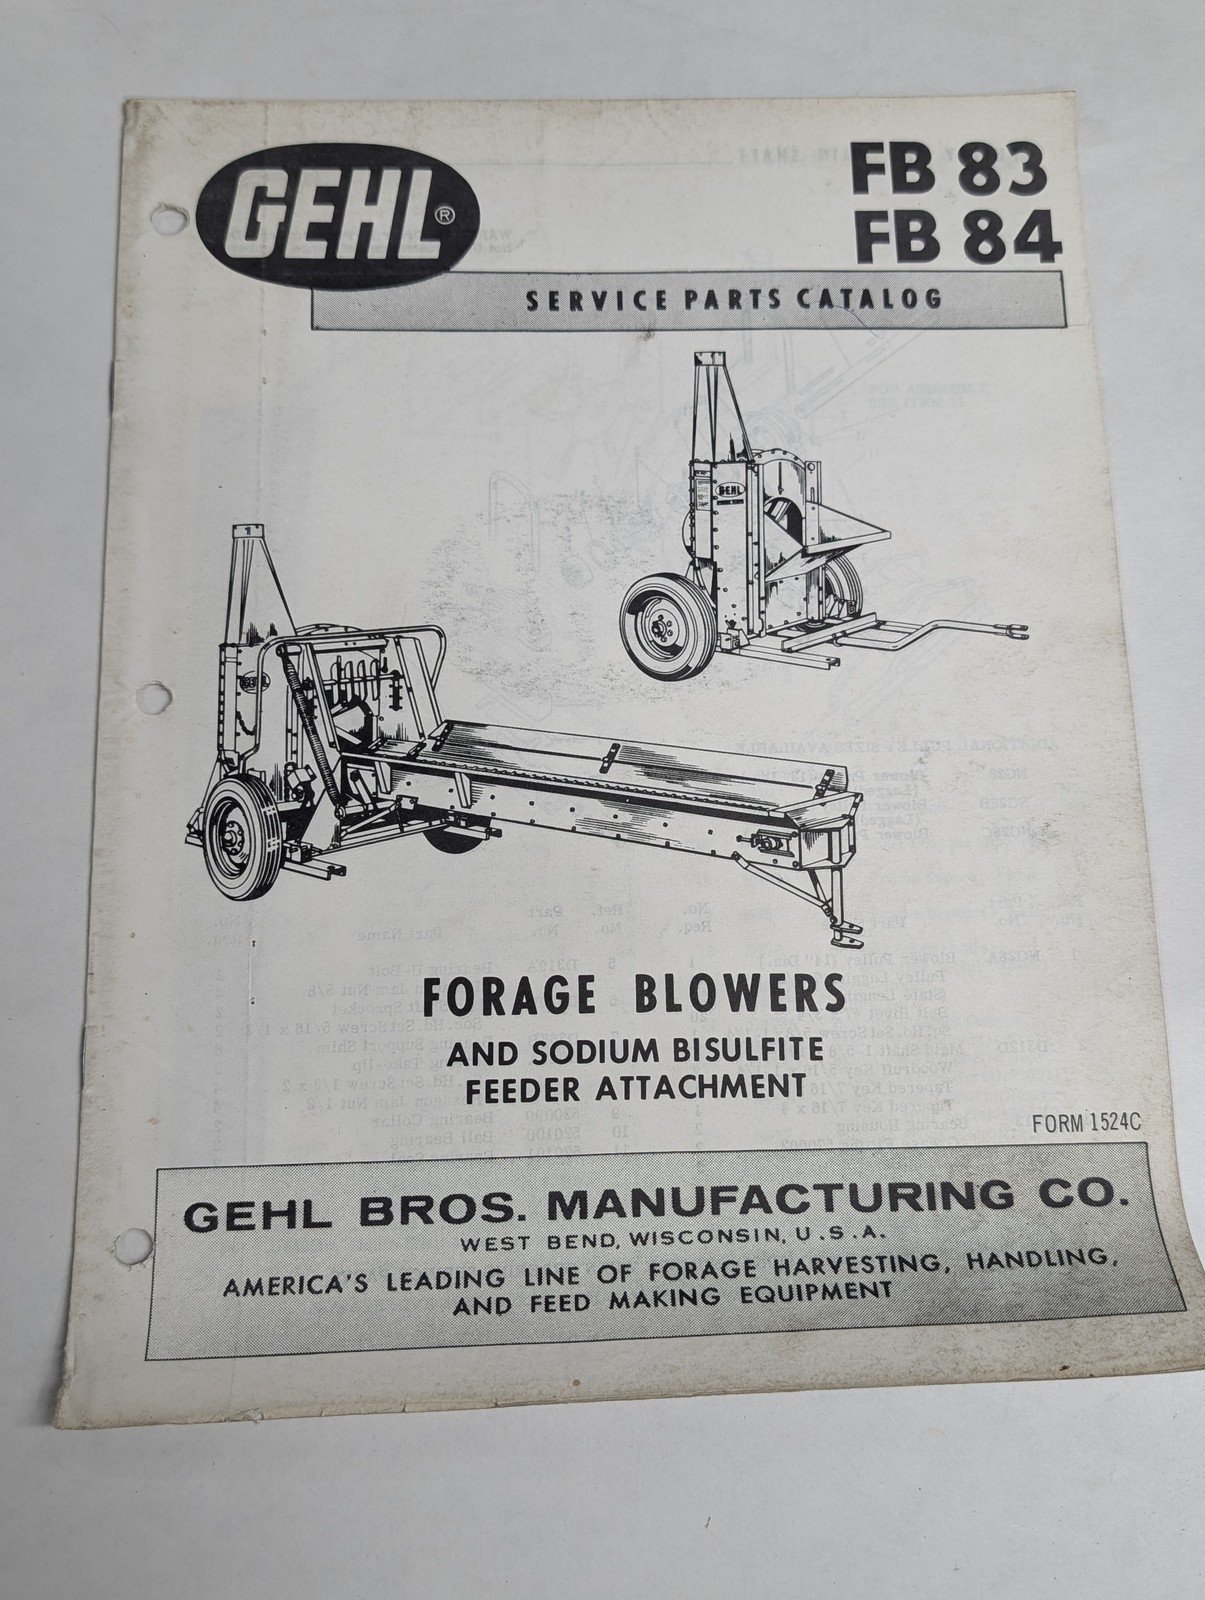 GEHL®
FB 83
FB 84
SERVICE PARTS CATALOG
GEHL
FORAGE BLOWERS
AND SODIUM BISULFITE
FEEDER ATTACHMENT
FORM 1524C
GEHL BROS. MANUFACTURING CO.
WEST BEND, WISCONSIN, U.S.A.
AMERICA'S LEADING LINE OF FORAGE HARVESTING, HANDLING,
AND FEED MAKING EQUIPMENT